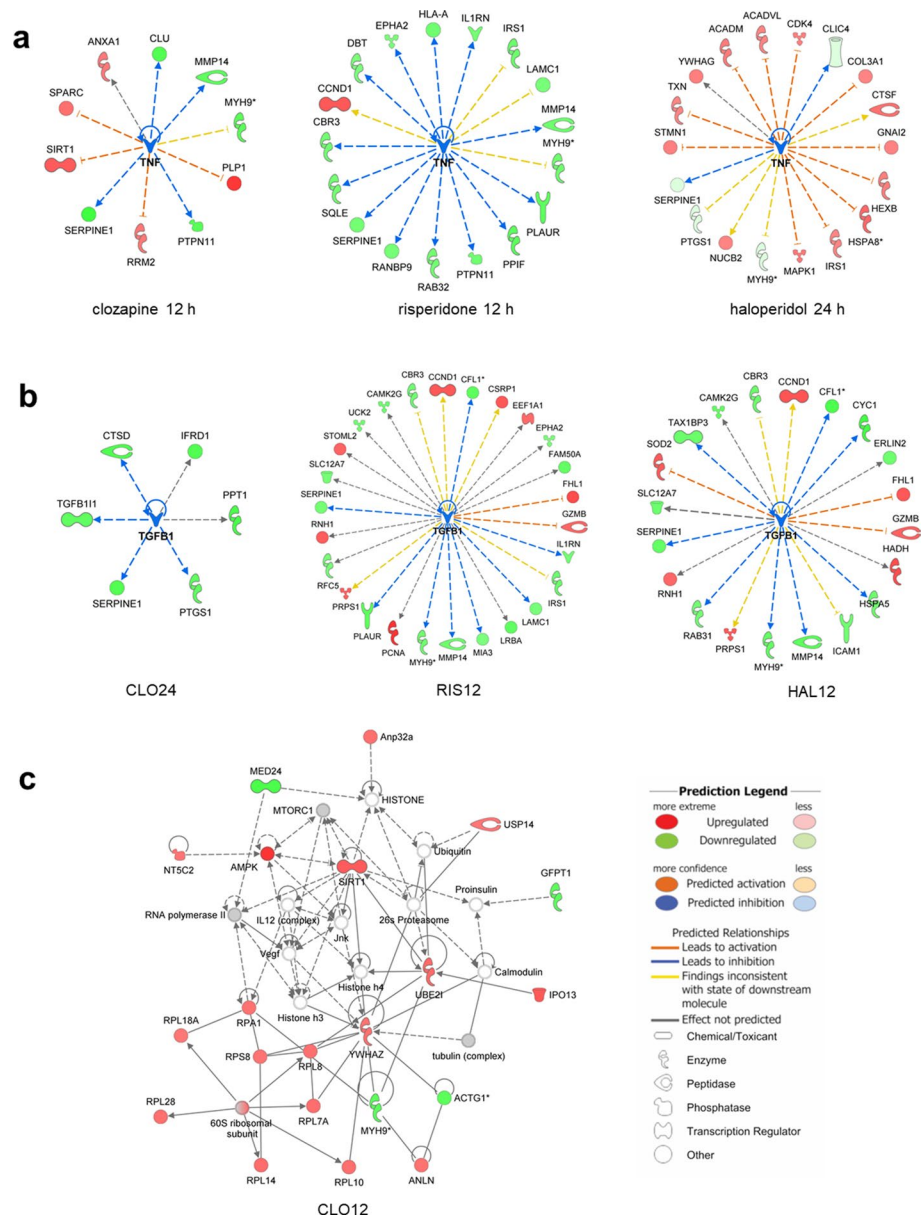 a
ANXA1
CLU
MMP14
SPARC
MYH9*
SIRT1
TNF
PLP1
SERPINE1
PTPN11
RRM2
clozapine 12 h
HLA-A
IL1RN
EPHA2
IRS1
DBT
LAMC1
CCND1
MMP14
CBR3
MYH9*
TNF
SQLE
PLAUR
SERPINE1
PPIF
RANBP9
PTPN11
RAB32
risperidone 12 h
ACADVL
CDK4
ACADM
CLIC4
YWHAG
COL3A1
TXN
CTSF
STMN1
GNAI2
TNF
SERPINE1
HEXB
PTGS1
HSPA8*
NUCB2
IRS1
MYH9*
MAPK1
haloperidol 24 h
b
CTSD
IFRD1
TGFB1I1
PPT1
TGFB1
SERPINE1
PTGS1
CLO24
CCND1
CBR3
CFL1*
CAMK2G
CSRP1
UCK2
EEF1A1
STOML2
EPHA2
SLC12A7
FAM50A
SERPINE1
FHL1
RNH1
TGFB1
GZMB
RFC5
IL1RN
PRPS1
IRS1
PLAUR
LAMC1
PCNA
LRBA
MYH9*
MMP14
MIA3
RIS12
CCND1
CBR3
CFL1*
CAMK2G
CYC1
TAX1BP3
ERLIN2
SOD2
FHL1
SLC12A7
GZMB
SERPINE1
TGFB1
HADH
RNH1
HSPA5
RAB31
ICAM1
PRPS1
MMP14
MYH9*
HAL12
c
Anp32a
MED24
HISTONE
MTORC1
USP14
Ubiquitin
NT5C2
AMPK
SIRT1
GFPT1
Proinsulin
RNA polymerase II
IL12 (complex)
26s Proteasome
Jnk
Vegf
Calmodulin
Histone h4
UBE2I
IPO13
Histone h3
RPL18A
RPA1
YWHAZ
tubulin (complex)
RPS8
RPL8
RPL28
ACTG1*
60S ribosomal
subunit
RPL7A
MYH9*
RPL14
RPL10
ANLN
CLO12
Prediction Legend
more extreme less
Upregulated
Downregulated
more confidence less
Predicted activation
Predicted inhibition
Predicted Relationships
Leads to activation
Leads to inhibition
Findings inconsistent
with state of downstream
molecule
Effect not predicted
Chemical/Toxicant
Enzyme
Peptidase
Phosphatase
Transcription Regulator
Other